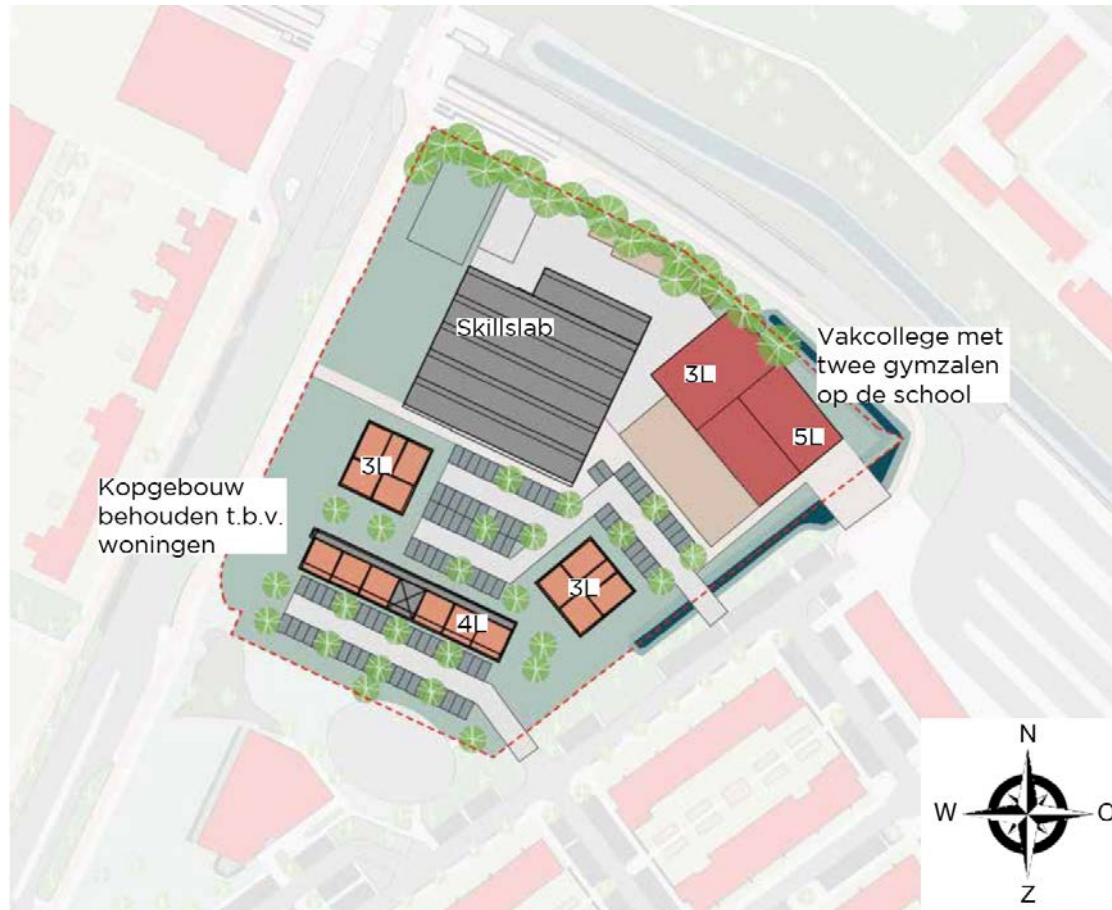 Skillslab
3L
Vakcollege met
twee gymzalen
op de school
5L
3L
Kopgebouw
behouden t.b.v.
woningen
3L
4L
N
W
O
Z